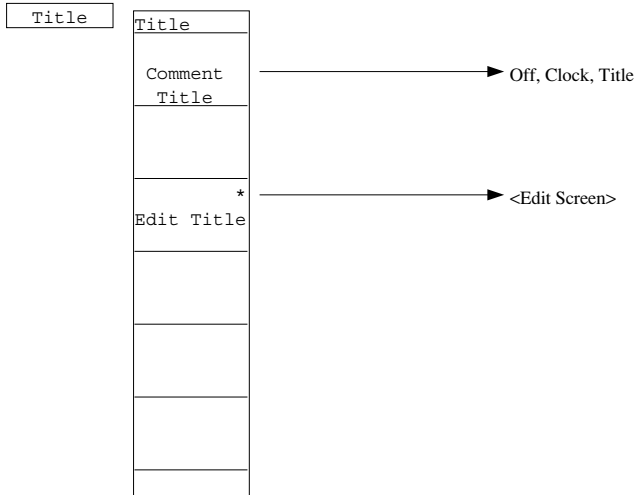 Title
Title
Comment
Title
Off, Clock, Title
*
Edit Title
<Edit Screen>